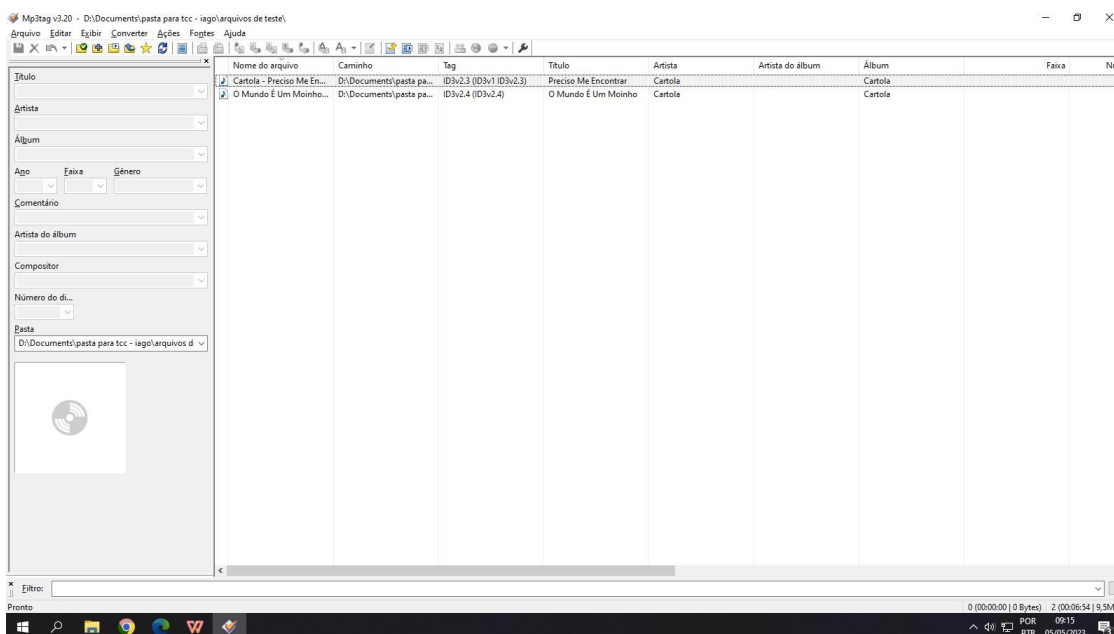 Mp3tag v3.20 - D:\Documents\pasta para tcc - iago\arquivos de teste\
Arquivo Editar Exibir Converter Ações Fontes Ajuda
Nome do arquivo Caminho Tag Título Artista Artista do álbum Álbum Faixa
Cartola - Preciso Me En... D:\Documents\pasta pa... ID3v2.3 (ID3v1 ID3v2.3) Preciso Me Encontrar Cartola Cartola
O Mundo É Um Moinho... D:\Documents\pasta pa... ID3v2.4 (ID3v2.4) O Mundo É Um Moinho Cartola Cartola
Título
Artista
Álbum
Ano Faixa Gênero
Comentário
Artista do álbum
Compositor
Número do di...
Pasta
D:\Documents\pasta para tcc - iago\arquivos d
Filtro:
Pronto 0 (00:00:00 | 0 Bytes) 2 (00:06:54 | 9,5M
POR 09:15
PTB 05/05/2023